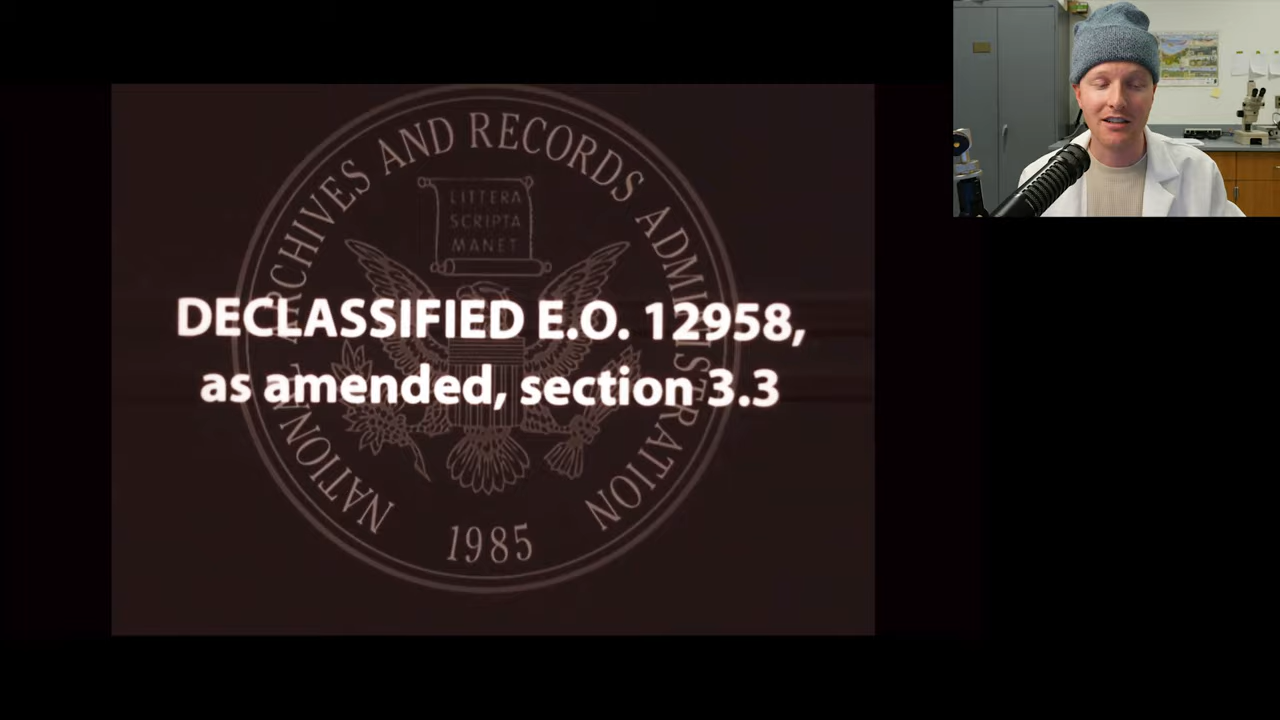 NATIONAL ARCHIVES AND RECORDS ADMINISTRATION
LITTERA
SCRIPTA
MANET
DECLASSIFIED E.O. 12958,
as amended, section 3.3
1985